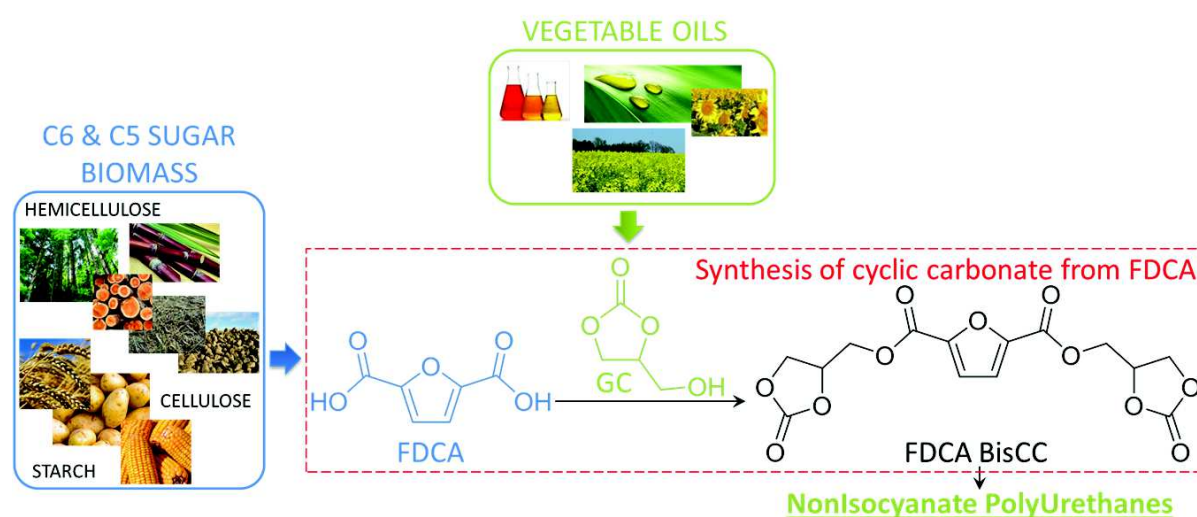 VEGETABLE OILS
C6 & C5 SUGAR
BIOMASS
HEMICELLULOSE
CELLULOSE
STARCH
Synthesis of cyclic carbonate from FDCA
O
O
O
GC
OH
O
O
O
HO
OH
FDCA
O
O
O
O
O
O
O
O
O
O
O
FDCA BisCC
NonIsocyanate PolyUrethanes